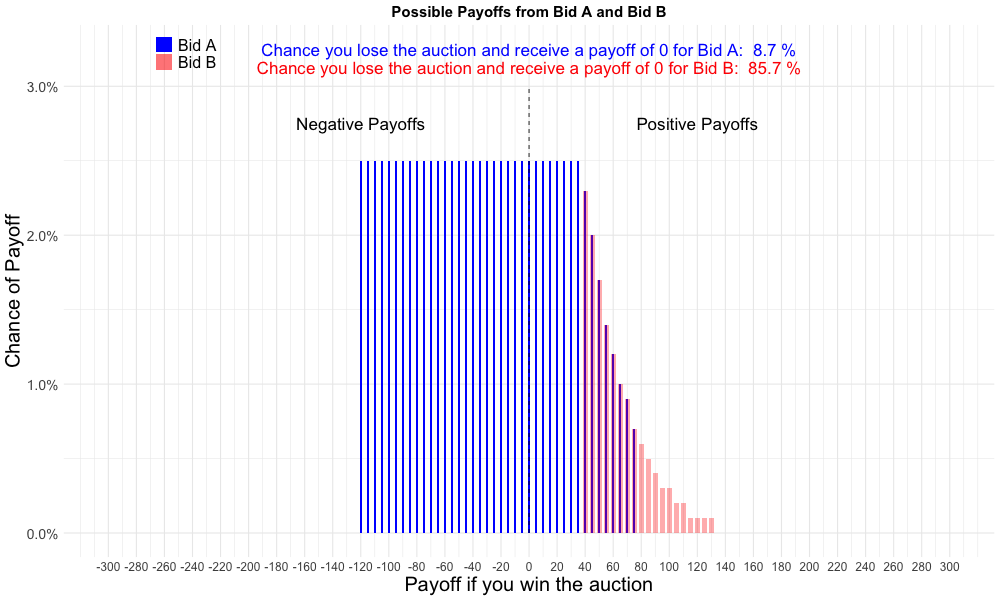 Possible Payoffs from Bid A and Bid B
Bid A
Bid B
Chance you lose the auction and receive a payoff of 0 for Bid A:  8.7 %
Chance you lose the auction and receive a payoff of 0 for Bid B:  85.7 %
Negative Payoffs
Positive Payoffs
Chance of Payoff
3.0%
2.0%
1.0%
0.0%
-300 -280 -260 -240 -220 -200 -180 -160 -140 -120 -100 -80 -60 -40 -20 0 20 40 60 80 100 120 140 160 180 200 220 240 260 280 300
Payoff if you win the auction